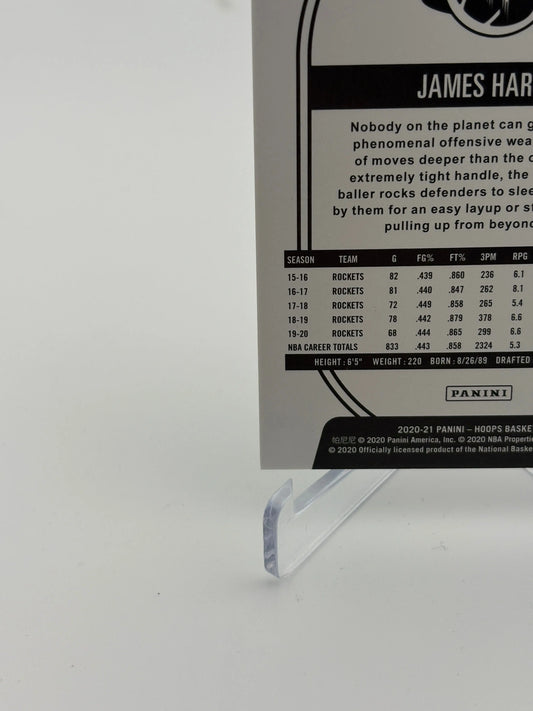 JAMES HAR
Nobody on the planet can g
phenomenal offensive wea
of moves deeper than the
extremely tight handle, the
baller rocks defenders to slee
by them for an easy layup or st
pulling up from beyon
SEASON TEAM G FG% FT% 3PM RPG
15-16 ROCKETS 82 .439 .860 236 6.1
16-17 ROCKETS 81 .440 .847 262 8.1
17-18 ROCKETS 72 .449 .858 265 5.4
18-19 ROCKETS 78 .442 .879 378 6.6
19-20 ROCKETS 68 .444 .865 299 6.6
NBA CAREER TOTALS 833 .443 .858 2324 5.3
HEIGHT: 6'5" WEIGHT: 220 BORN: 8/26/89 DRAFTED
PANINI
2020-21 PANINI – HOOPS BASKE
帕尼尼 © 2020 Panini America, Inc. © 2020 NBA Propertie
© 2020 Officially licensed product of the National Baske